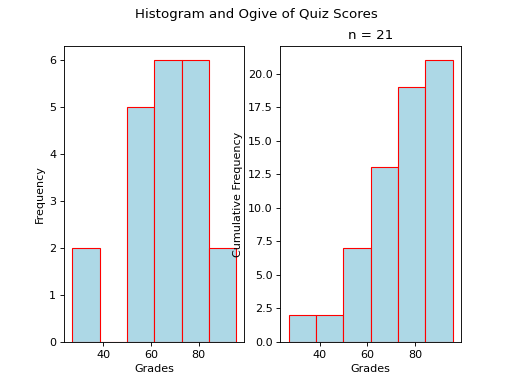 Histogram and Ogive of Quiz Scores
n = 21
Frequency
6
5
4
3
2
1
0
40 60 80
Grades
Cumulative Frequency
20.0
17.5
15.0
12.5
10.0
7.5
5.0
2.5
0.0
40 60 80
Grades